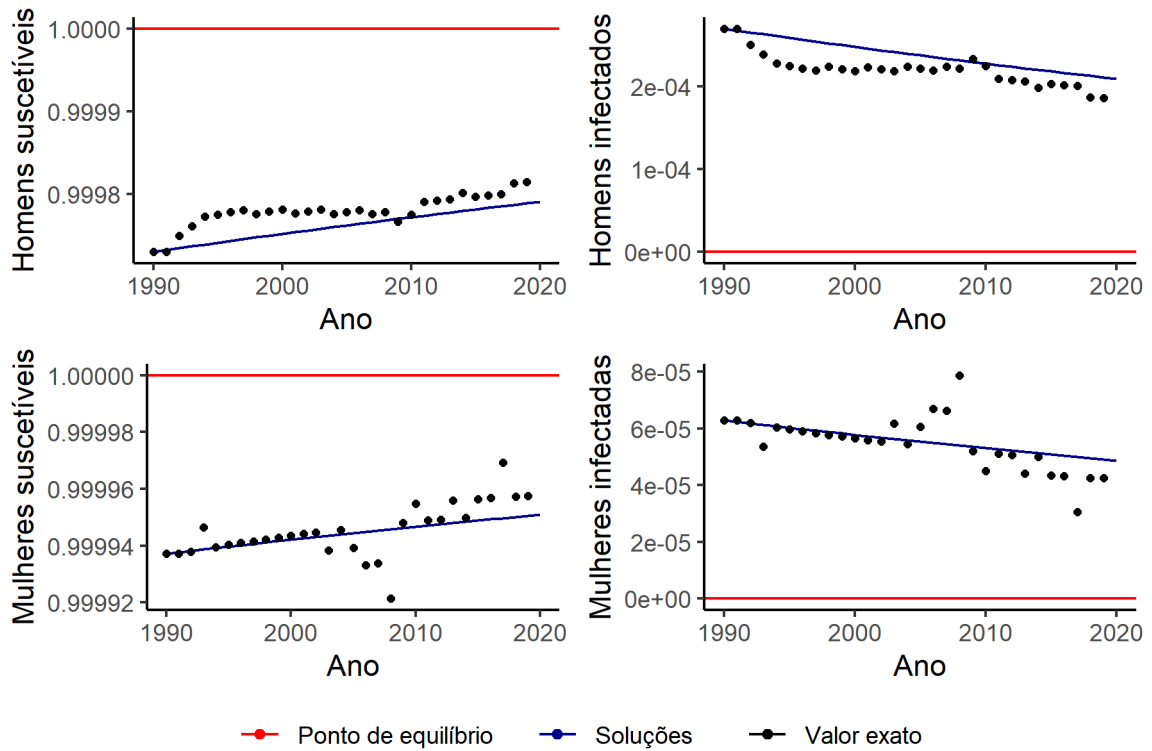 Homens suscetíveis
1.0000
0.9999
0.9998
1990 2000 2010 2020
Ano
Homens infectados
2e-04
1e-04
0e+00
1990 2000 2010 2020
Ano
Mulheres suscetíveis
1.00000
0.99998
0.99996
0.99994
0.99992
1990 2000 2010 2020
Ano
Mulheres infectadas
8e-05
6e-05
4e-05
2e-05
0e+00
1990 2000 2010 2020
Ano
Ponto de equilíbrio Soluções Valor exato